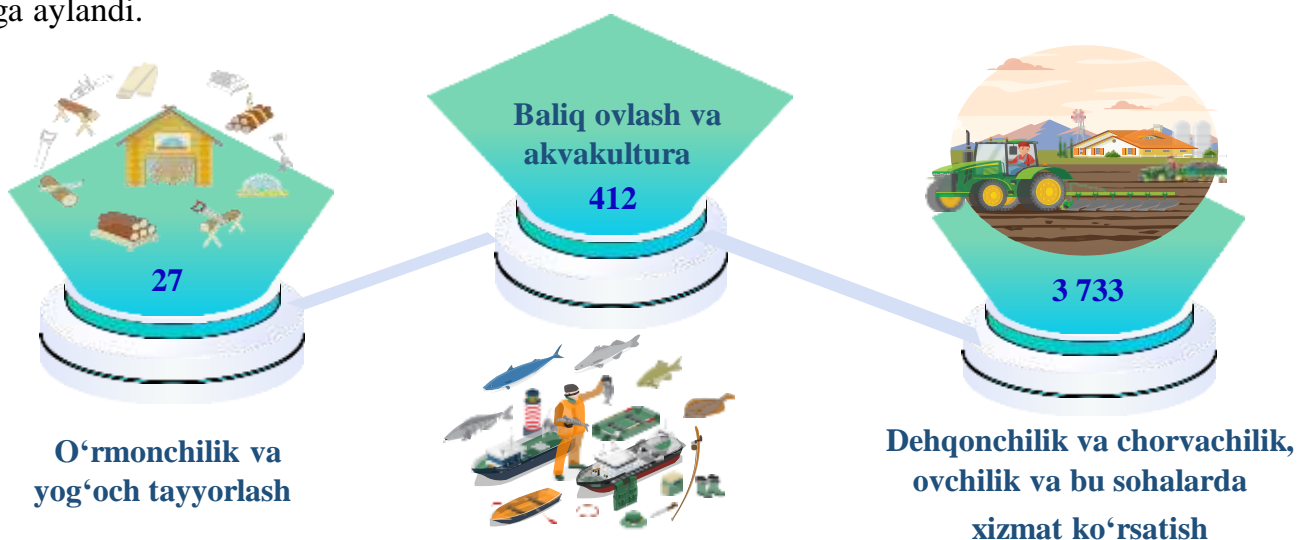 ga aylandi.
Baliq ovlash va
akvakultura
412
27
3 733
O‘rmonchilik va
yog‘och tayyorlash
Dehqonchilik va chorvachilik,
ovchilik va bu sohalarda
xizmat ko‘rsatish